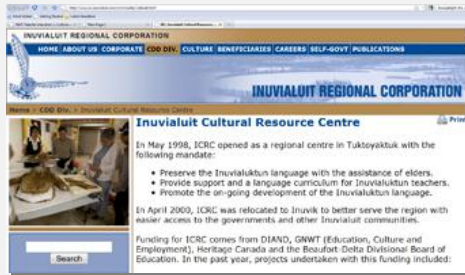 INUVIALUIT REGIONAL CORPORATION
HOME ABOUT US CORPORATE CDD DIV. CULTURE BENEFICIARIES CAREERS SELF-GOVT PUBLICATIONS
INUVIALUIT REGIONAL CORPORATION
Home > CDD Div. > Inuvialuit Cultural Resource Centre
Inuvialuit Cultural Resource Centre
Print
In May 1998, ICRC opened as a regional centre in Tuktoyaktuk with the
following mandate:
• Preserve the Inuvialuktun language with the assistance of elders.
• Provide support and a language curriculum for Inuvialuktun teachers.
• Promote the on-going development of the Inuvialuktun language.
In April 2000, ICRC was relocated to Inuvik to better serve the region with
easier access to the governments and other Inuvialuit communities.
Funding for ICRC comes from DIAND, GNWT (Education, Culture and
Employment), Heritage Canada and the Beaufort-Delta Divisional Board of
Education. In the past year, projects undertaken with this funding included:
Search